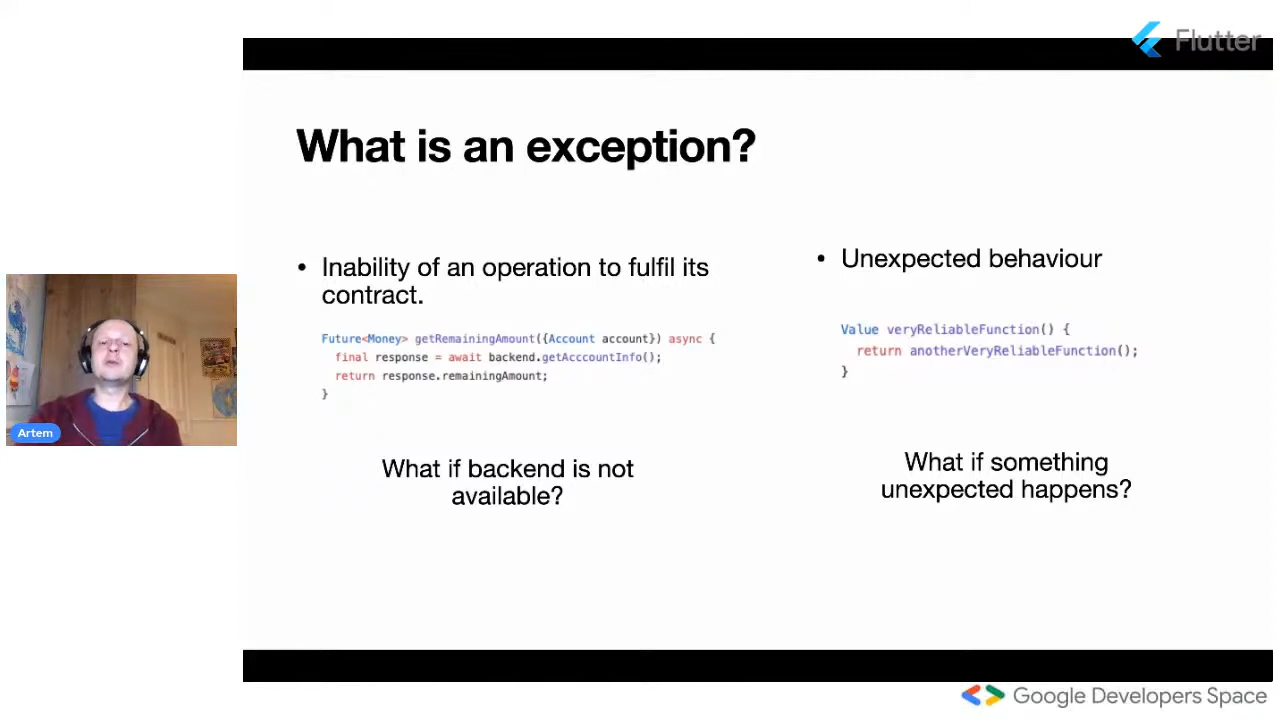 Flutter
What is an exception?
• Inability of an operation to fulfil its
contract.
Future<Money> getRemainingAmount({Account account}) async {
final response = await backend.getAcccountInfo();
return response.remainingAmount;
}
What if backend is not
available?
• Unexpected behaviour
Value veryReliableFunction() {
return anotherVeryReliableFunction();
}
What if something
unexpected happens?
Artem
Google Developers Space